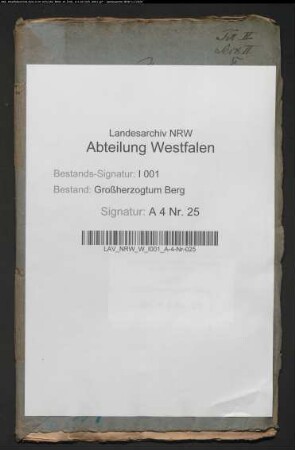 Landesarchiv NRW
Abteilung Westfalen
Bestands-Signatur: I 001
Bestand: Großherzogtum Berg
Signatur: A 4 Nr. 25
LAV_NRW_W_I001_A-4-Nr-025